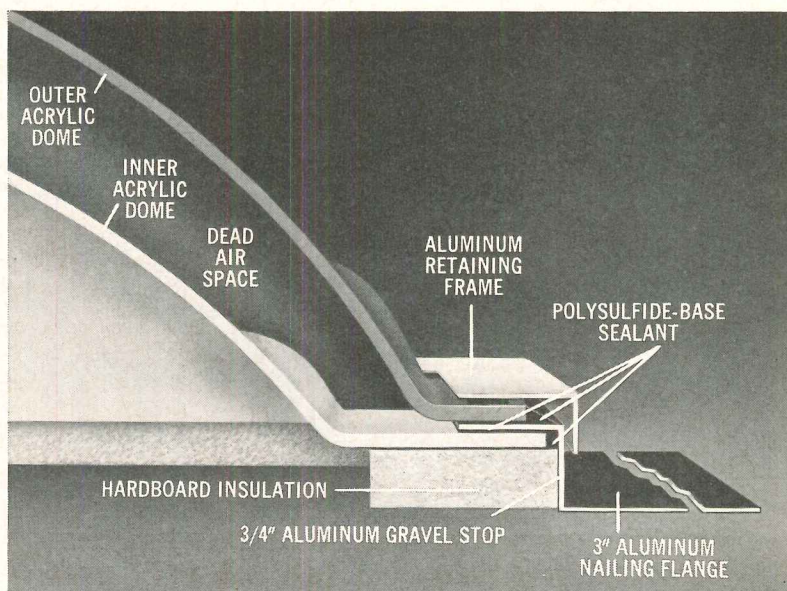 OUTER
ACRYLIC
DOME
INNER
ACRYLIC
DOME
DEAD
AIR
SPACE
ALUMINUM
RETAINING
FRAME
POLYSULFIDE-BASE
SEALANT
HARDBOARD INSULATION
3/4" ALUMINUM GRAVEL STOP
3" ALUMINUM
NAILING FLANGE